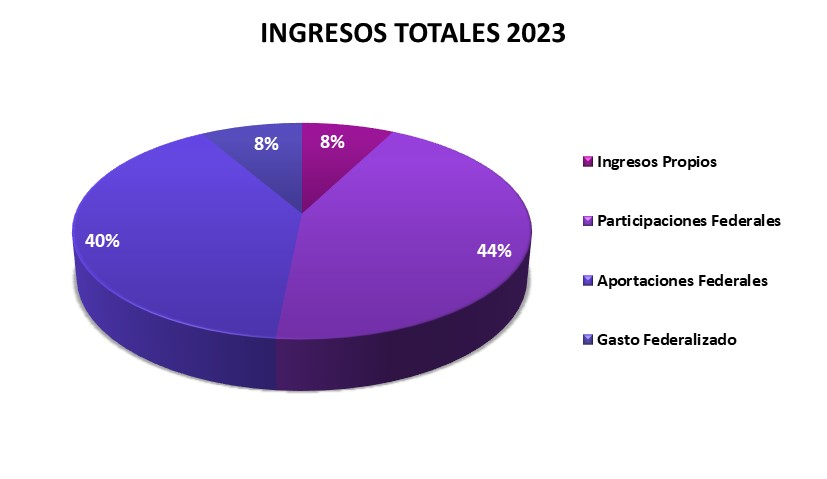 INGRESOS TOTALES 2023
8%
8%
40%
44%
Ingresos Propios
Participaciones Federales
Aportaciones Federales
Gasto Federalizado